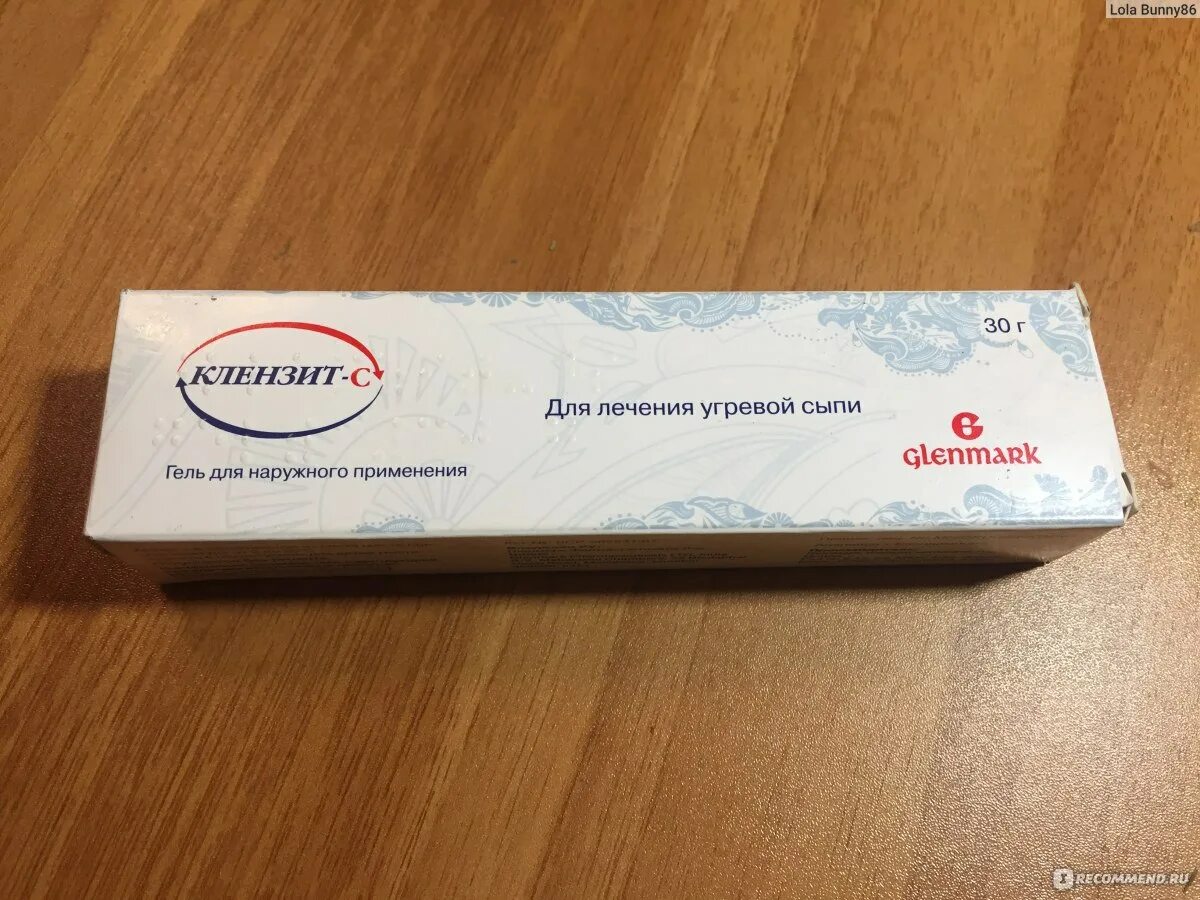 Lola Bunny86
30 г
КЛЕНЗИТ-С
Для лечения угревой сыпи
Glenmark
Гель для наружного применения
RECOMMEND.RU